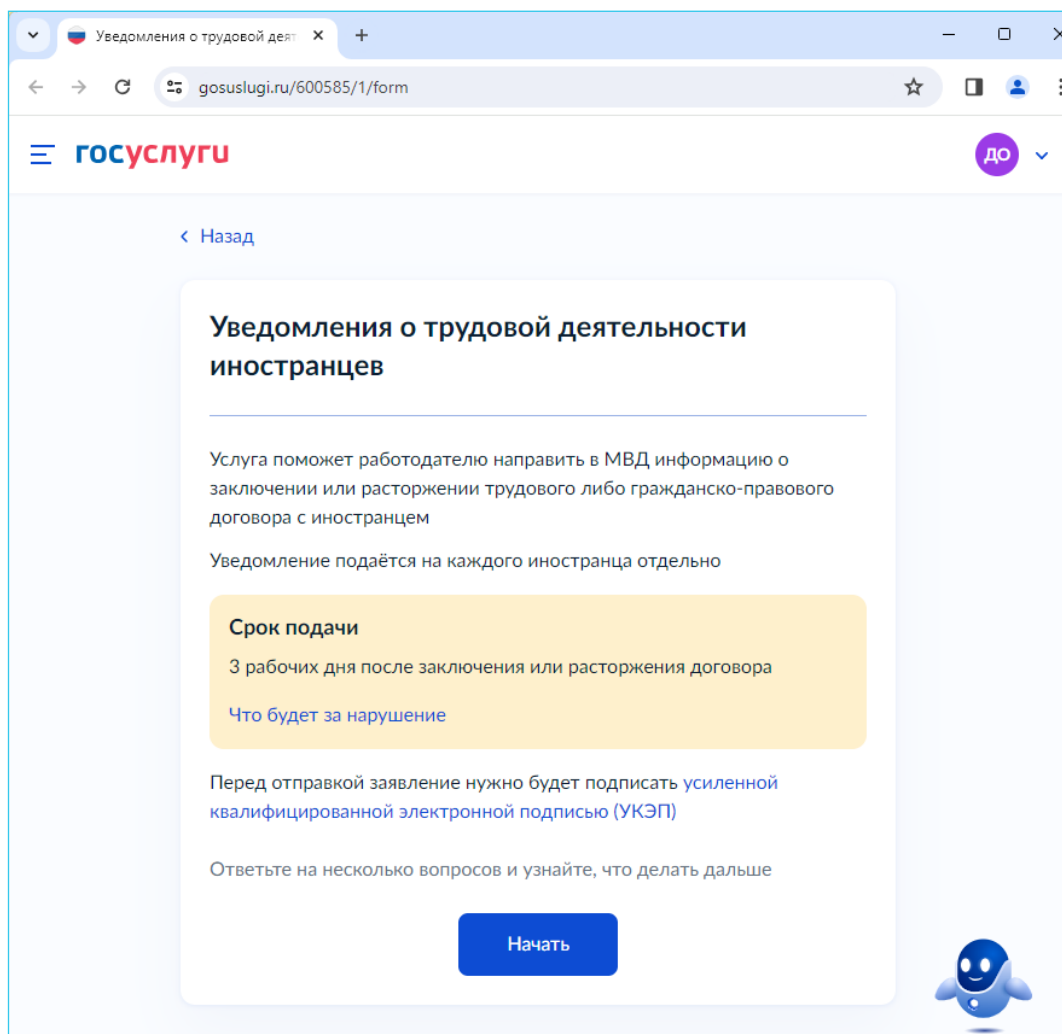 Уведомления о трудовой деят
gosuslugi.ru/600585/1/form
госуслуги
ДО
Назад
Уведомления о трудовой деятельности
иностранцев
Услуга поможет работодателю направить в МВД информацию о
заключении или расторжении трудового либо гражданско-правового
договора с иностранцем
Уведомление подаётся на каждого иностранца отдельно
Срок подачи
3 рабочих дня после заключения или расторжения договора
Что будет за нарушение
Перед отправкой заявление нужно будет подписать усиленной
квалифицированной электронной подписью (УКЭП)
Ответьте на несколько вопросов и узнайте, что делать дальше
Начать